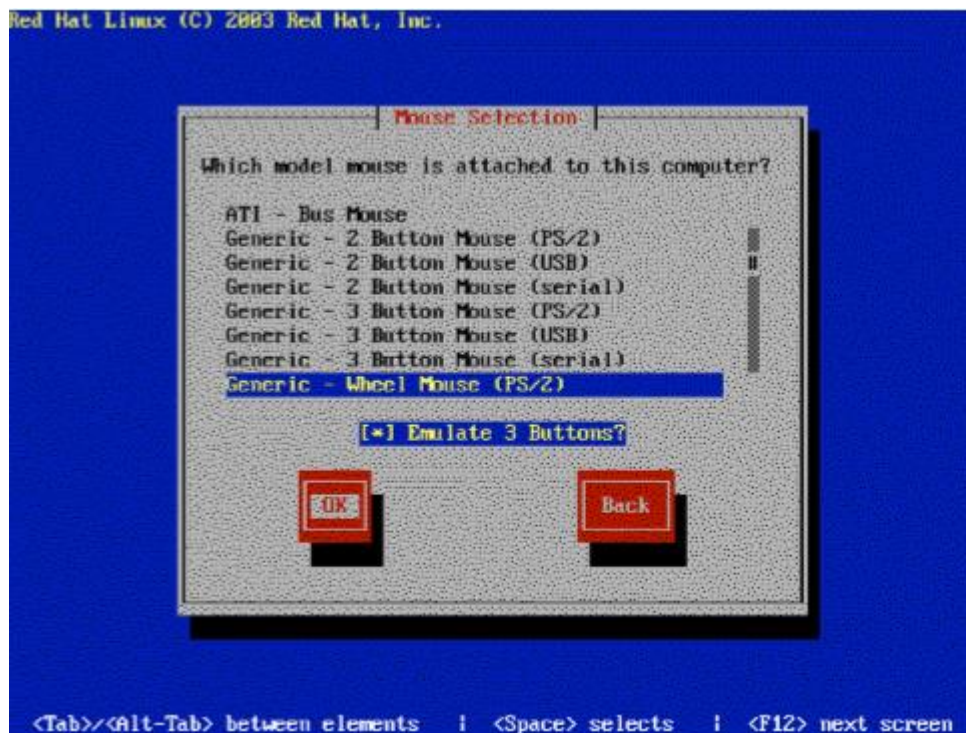 Red Hat Linux (C) 2003 Red Hat, Inc.
Mouse Selection
Which model mouse is attached to this computer?
ATI - Bus Mouse
Generic - 2 Button Mouse (PS/2)
Generic - 2 Button Mouse (USB)
Generic - 2 Button Mouse (serial)
Generic - 3 Button Mouse (PS/2)
Generic - 3 Button Mouse (USB)
Generic - 3 Button Mouse (serial)
Generic - Wheel Mouse (PS/2)
[*] Emulate 3 Buttons?
OK Back
<Tab>/<Alt-Tab> between elements | <Space> selects | <F12> next screen